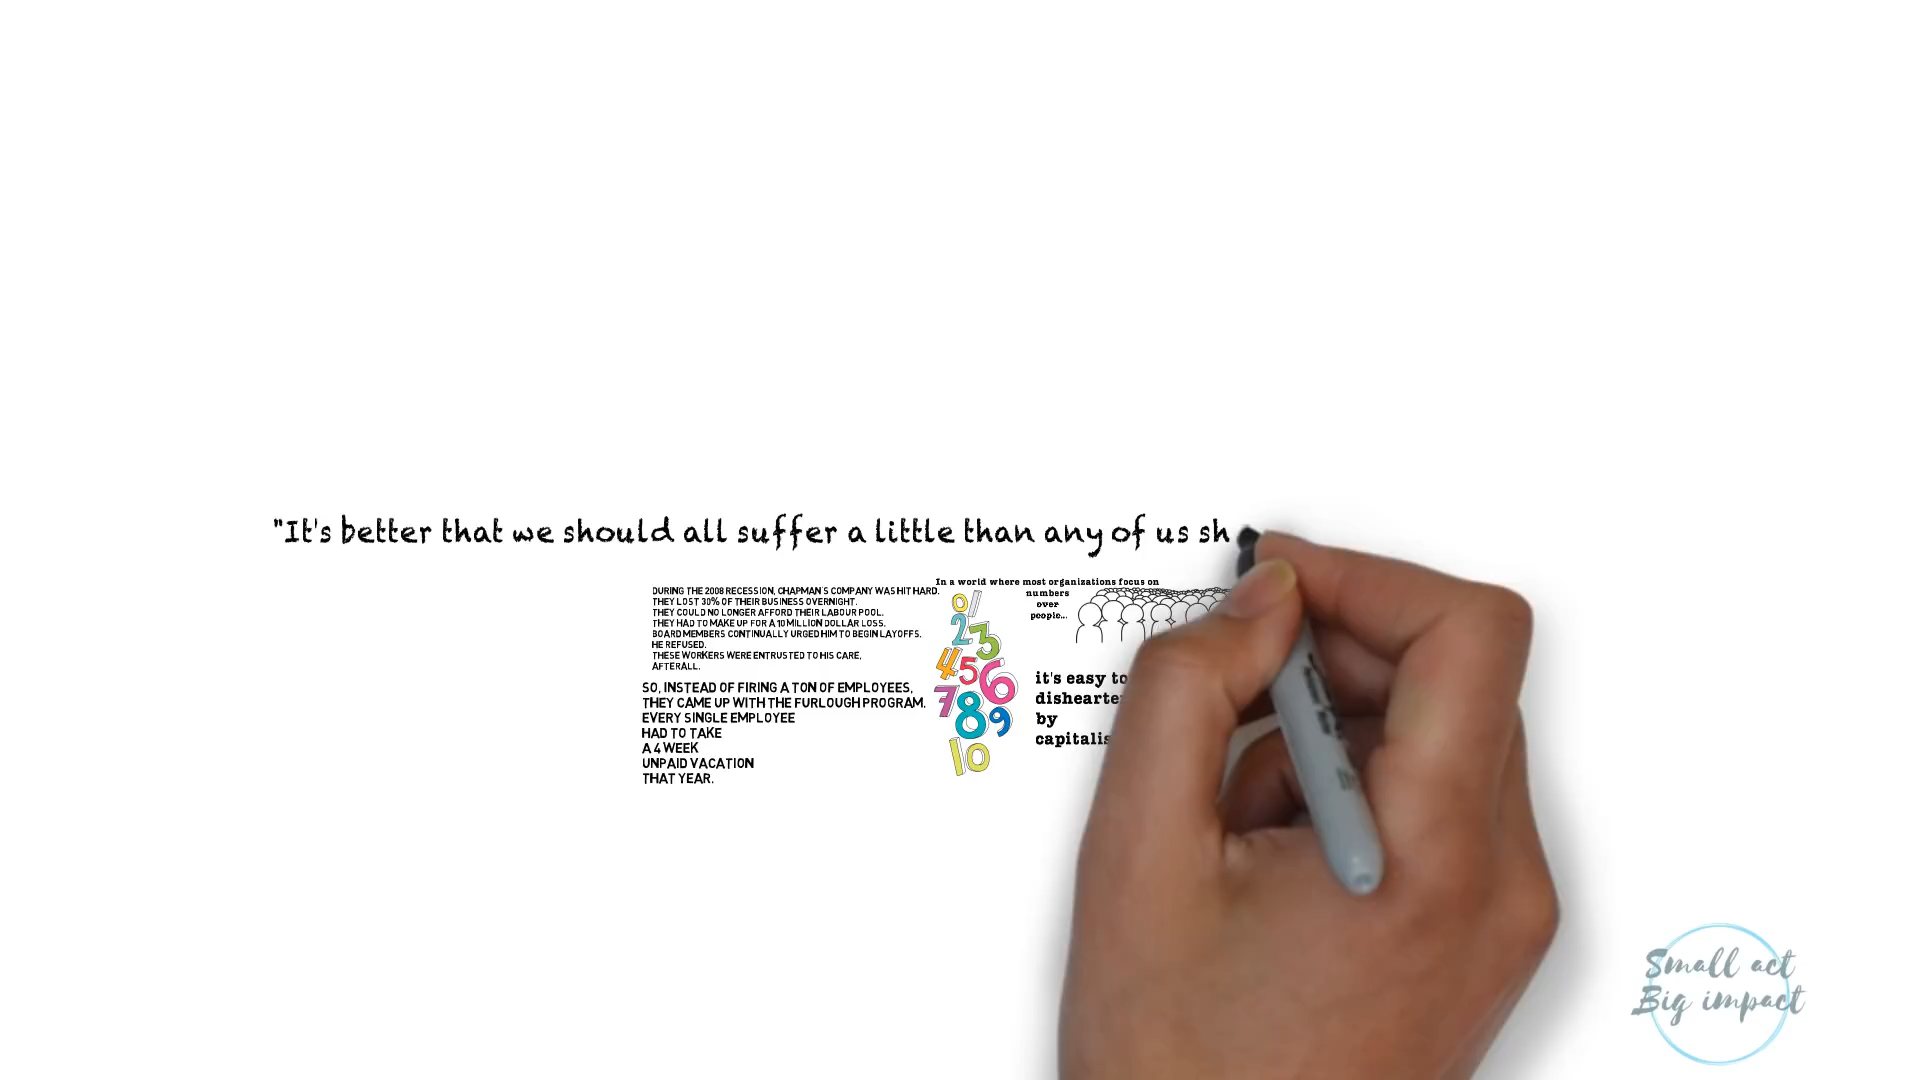 "It's better that we should all suffer a little than any of us sh
DURING THE 2008 RECESSION, CHAPMAN'S COMPANY WAS HIT HARD.
THEY LOST 30% OF THEIR BUSINESS OVERNIGHT.
THEY COULD NO LONGER AFFORD THEIR LABOUR POOL.
THEY HAD TO MAKE UP FOR A 10 MILLION DOLLAR LOSS.
BOARD MEMBERS CONTINUALLY URGED HIM TO BEGIN LAYOFFS.
HE REFUSED.
THESE WORKERS WERE ENTRUSTED TO HIS CARE,
AFTERALL.
SO, INSTEAD OF FIRING A TON OF EMPLOYEES,
THEY CAME UP WITH THE FURLOUGH PROGRAM.
EVERY SINGLE EMPLOYEE
HAD TO TAKE
A 4 WEEK
UNPAID VACATION
THAT YEAR.
In a world where most organizations focus on
numbers
over
people...
0 1
2 3
4 5 6
7 8 9
10
it's easy to
by
Small act
Big impact